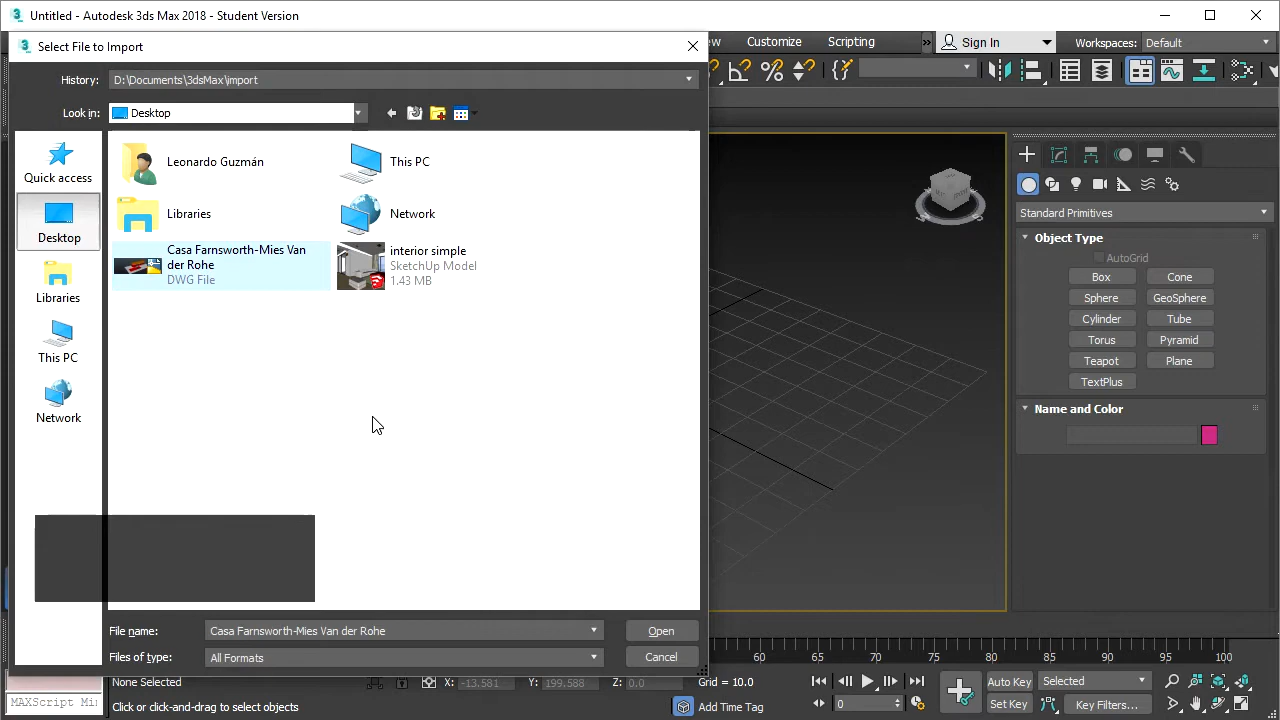 Untitled - Autodesk 3ds Max 2018 - Student Version
Select File to Import
Customize
Scripting
Sign In
Workspaces:
Default
History:
D:\Documents\3dsMax\import
Look in:
Desktop
Quick access
Desktop
Libraries
This PC
Network
Leonardo Guzmán
This PC
Libraries
Network
Casa Farnsworth-Mies Van
der Rohe
DWG File
interior simple
SketchUp Model
1.43 MB
Standard Primitives
Object Type
AutoGrid
Box
Cone
Sphere
GeoSphere
Cylinder
Tube
Torus
Pyramid
Teapot
Plane
TextPlus
Name and Color
File name:
Casa Farnsworth-Mies Van der Rohe
Open
Files of type:
All Formats
Cancel
60 65 70 75 80 85 90 95 100
None Selected
X: -13.581
Y: 199.588
Z: 0.0
Grid = 10.0
Auto Key
Selected
MAXScript Mi
Click or click-and-drag to select objects
Add Time Tag
0
Set Key
Key Filters...